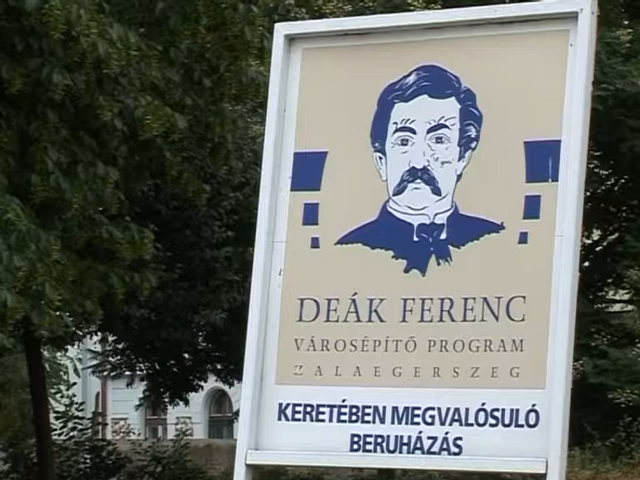 DEÁK FERENC
VÁROSÉPÍTŐ PROGRAM
ZALAEGERSZEG
KERETÉBEN MEGVALÓSULÓ
BERUHÁZÁS